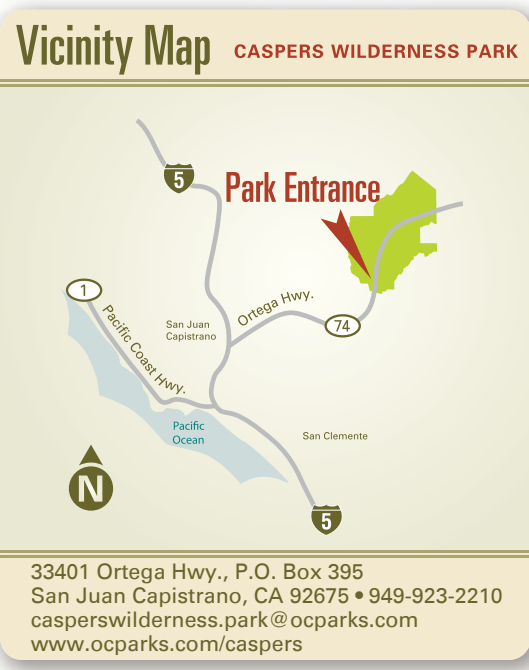 Vicinity Map CASPERS WILDERNESS PARK
5
Park Entrance
1
Pacific Coast Hwy.
San Juan
Capistrano
Ortega Hwy.
74
Pacific
Ocean
San Clemente
N
5
33401 Ortega Hwy., P.O. Box 395
San Juan Capistrano, CA 92675 • 949-923-2210
casperswilderness.park@ocparks.com
www.ocparks.com/caspers